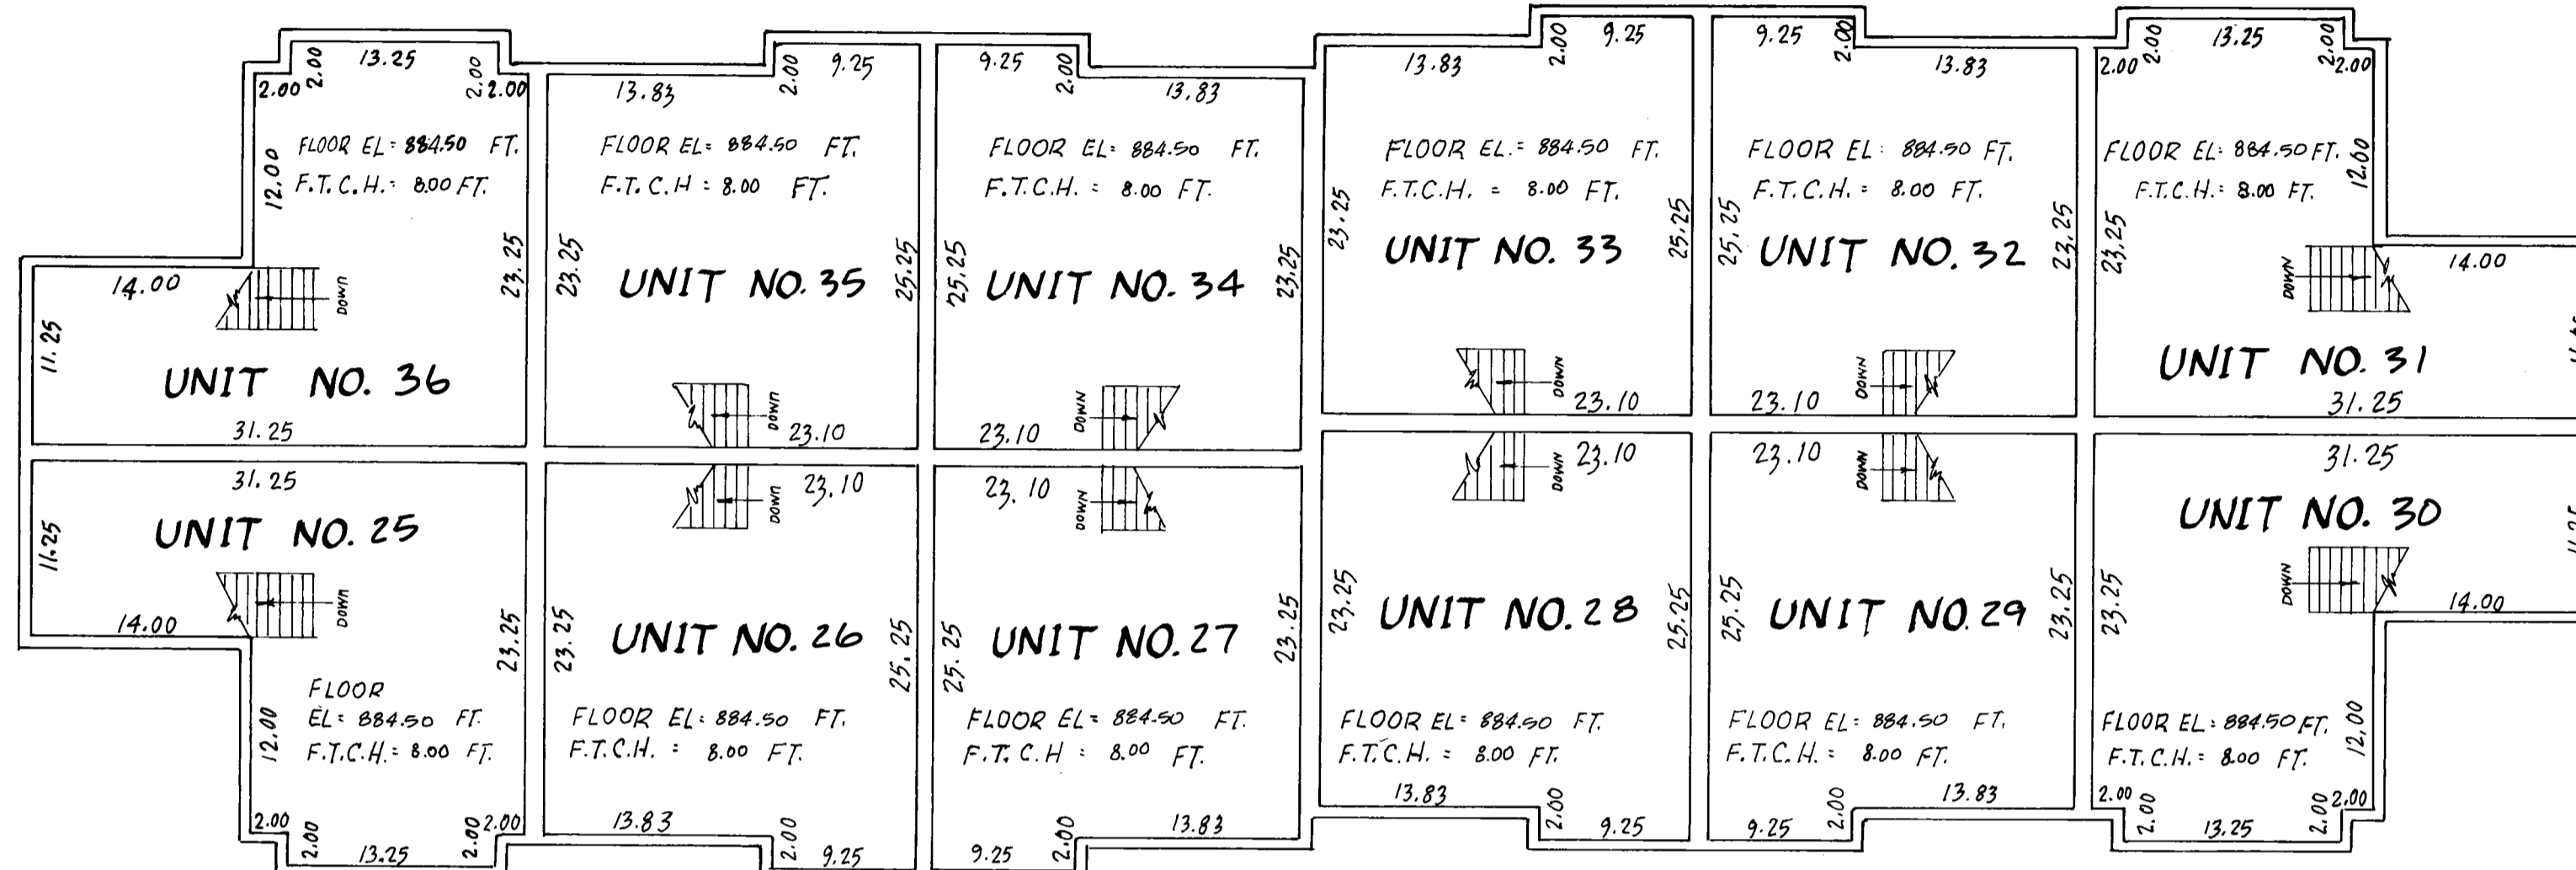 13.25
2.00
2.00
2.00
2.00
FLOOR EL= 884.50 FT.
F.T.C.H.= 8.00 FT.
12.00
23.25
14.00
DOWN
11.25
UNIT NO. 36
31.25
13.83
2.00
9.25
FLOOR EL= 884.50 FT.
F.T.C.H = 8.00 FT.
23.25
25.25
UNIT NO. 35
DOWN
23.10
9.25
2.00
13.83
FLOOR EL= 884.50 FT.
F.T.C.H. = 8.00 FT.
25.25
23.25
UNIT NO. 34
DOWN
23.10
13.83
2.00
9.25
FLOOR EL.= 884.50 FT.
F.T.C.H. = 8.00 FT.
23.25
25.25
UNIT NO. 33
DOWN
23.10
9.25
2.00
13.83
FLOOR EL: 884.50 FT.
F.T.C.H. = 8.00 FT.
25.25
23.25
UNIT NO. 32
DOWN
23.10
13.25
2.00
2.00
2.00
2.00
FLOOR EL: 884.50 FT.
F.T.C.H.= 8.00 FT.
12.00
23.25
14.00
DOWN
UNIT NO. 31
31.25
31.25
UNIT NO. 25
11.25
DOWN
14.00
23.25
FLOOR
EL= 884.50 FT.
F.T.C.H.= 8.00 FT.
12.00
2.00
2.00
2.00
2.00
13.25
23.10
DOWN
23.25
25.25
UNIT NO. 26
FLOOR EL: 884.50 FT.
F.T.C.H. = 8.00 FT.
13.83
2.00
9.25
23.10
DOWN
25.25
23.25
UNIT NO. 27
FLOOR EL= 884.50 FT.
F.T.C.H = 8.00 FT.
9.25
2.00
13.83
23.10
DOWN
23.25
25.25
UNIT NO. 28
FLOOR EL= 884.50 FT.
F.T.C.H. = 8.00 FT.
13.83
2.00
9.25
23.10
DOWN
25.25
23.25
UNIT NO. 29
FLOOR EL= 884.50 FT.
F.T.C.H. = 8.00 FT.
9.25
2.00
13.83
31.25
UNIT NO. 30
DOWN
14.00
23.25
FLOOR EL: 884.50 FT.
F.T.C.H.= 8.00 FT.
12.00
2.00
2.00
2.00
2.00
13.25